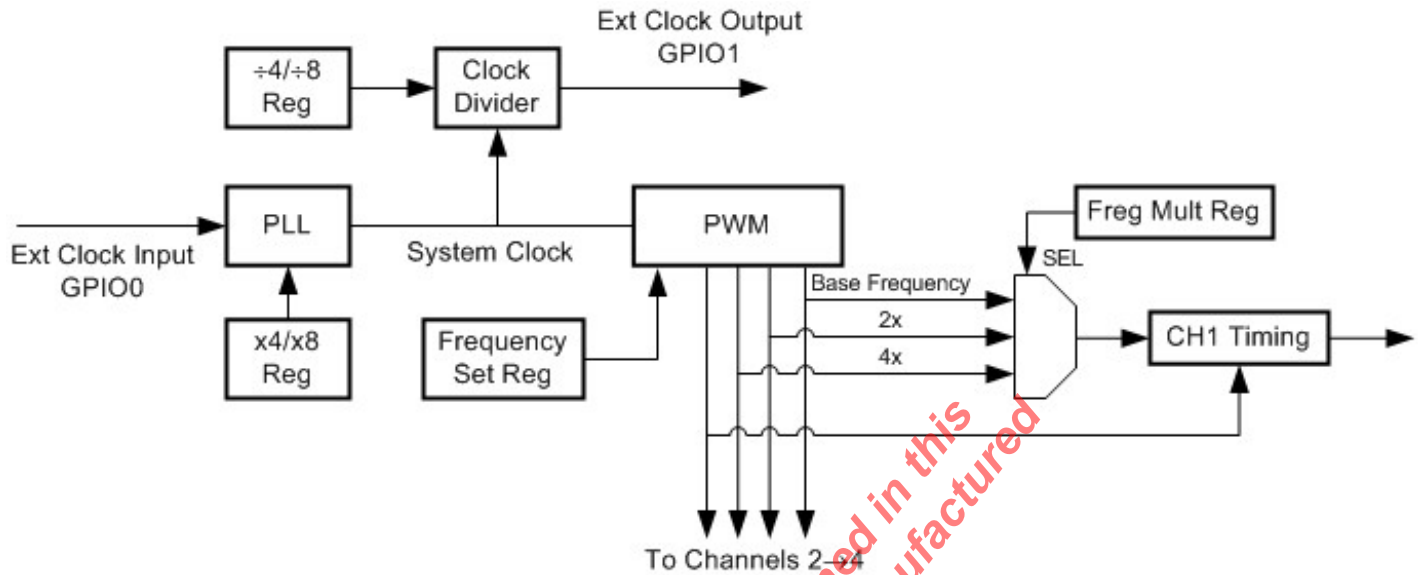 Ext Clock Output
GPIO1
÷4/÷8
Reg
Clock
Divider
PLL
Ext Clock Input
GPIO0
System Clock
PWM
Freg Mult Reg
SEL
x4/x8
Reg
Frequency
Set Reg
Base Frequency
2x
4x
CH1 Timing
To Channels 2→4
ed in this
ufactured